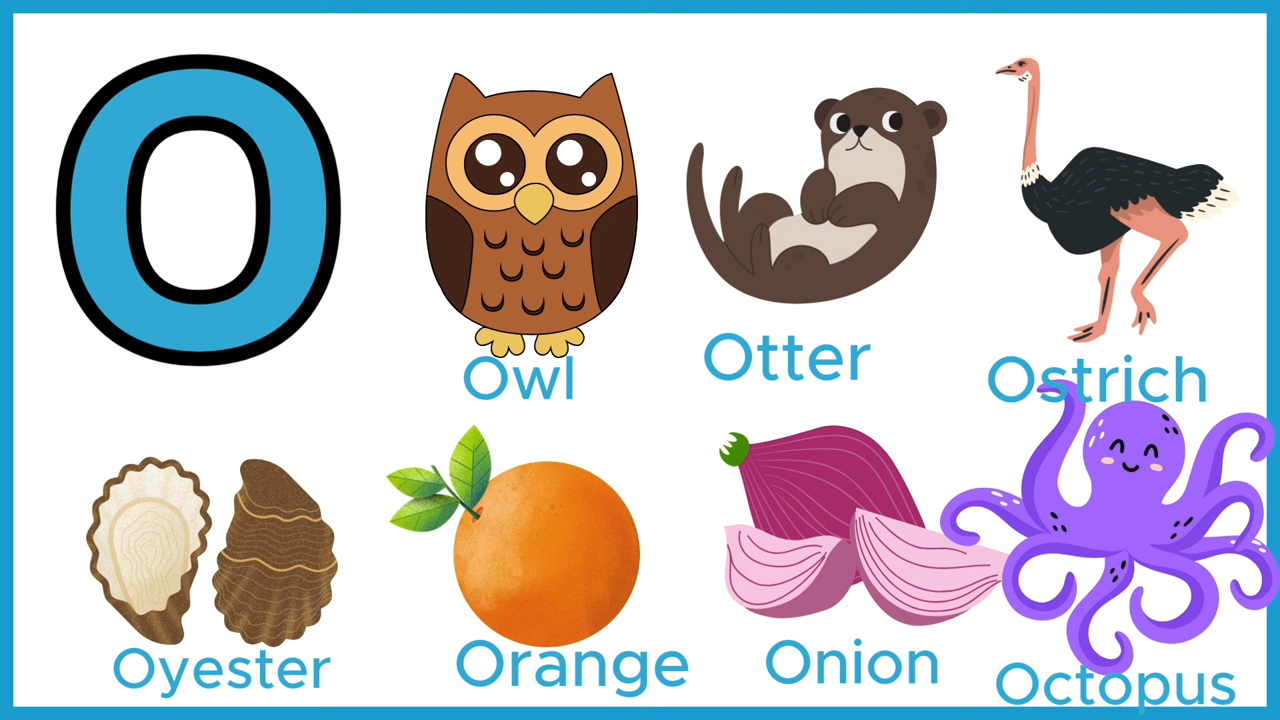 O
Owl
Otter
Ostrich
Oyester
Orange
Onion
Octopus